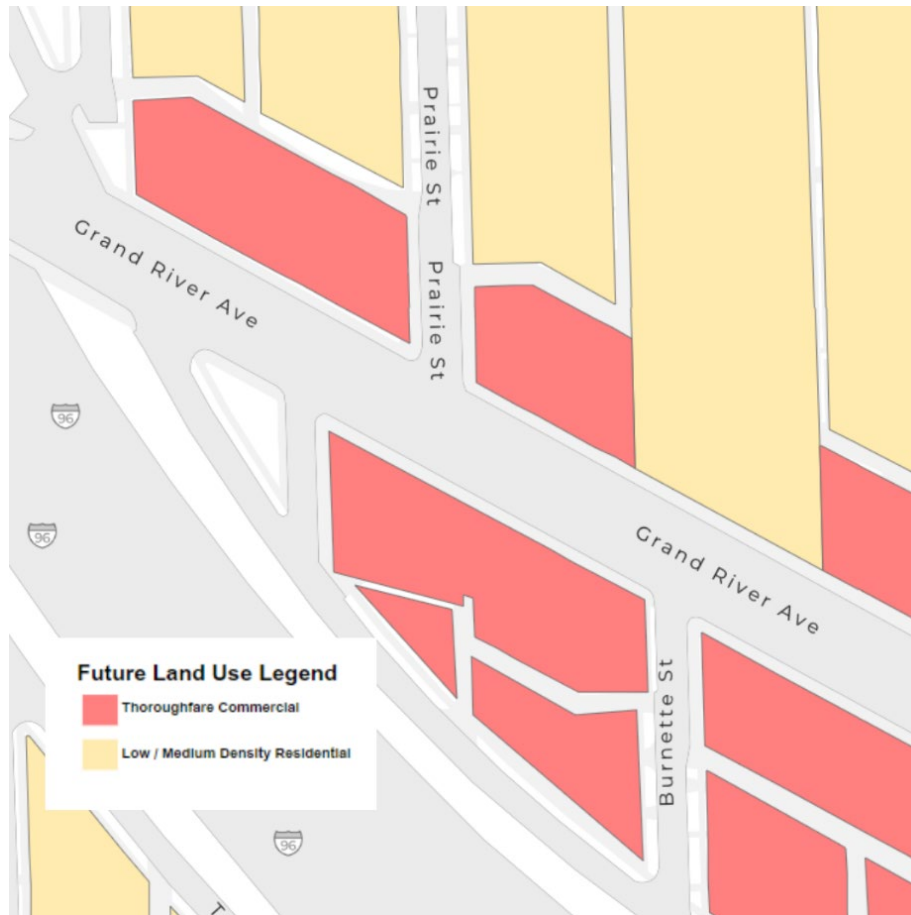 Prairie St
Grand River Ave
Prairie St
96
96
Grand River Ave
Burnette St
Future Land Use Legend
Thoroughfare Commercial
Low / Medium Density Residential
96
T